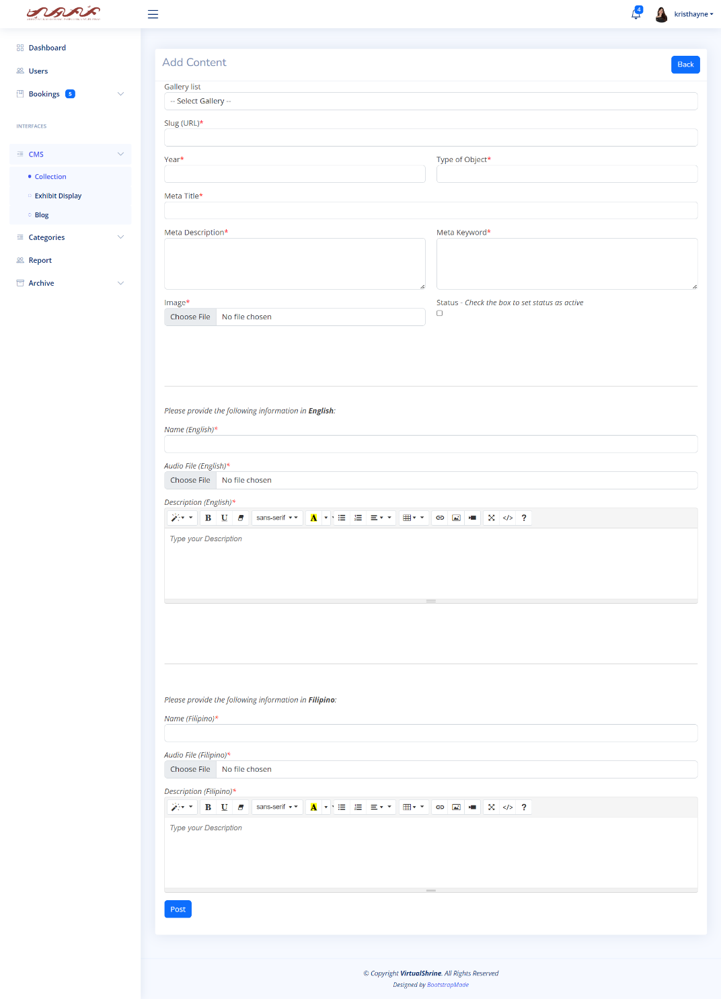 4
kristhayne
Dashboard
Users
Bookings 5
INTERFACES
CMS
Collection
Exhibit Display
Blog
Categories
Report
Archive
Add Content
Back
Gallery list
-- Select Gallery --
Slug (URL)*
Year* Type of Object*
Meta Title*
Meta Description* Meta Keyword*
Image* Status - Check the box to set status as active
Choose File No file chosen
Please provide the following information in English:
Name (English)*
Audio File (English)*
Choose File No file chosen
Description (English)*
B U sans-serif A </> ?
Type your Description
Please provide the following information in Filipino:
Name (Filipino)*
Audio File (Filipino)*
Choose File No file chosen
Description (Filipino)*
B U sans-serif A </> ?
Type your Description
Post
© Copyright VirtualShrine. All Rights Reserved
Designed by BootstrapMade